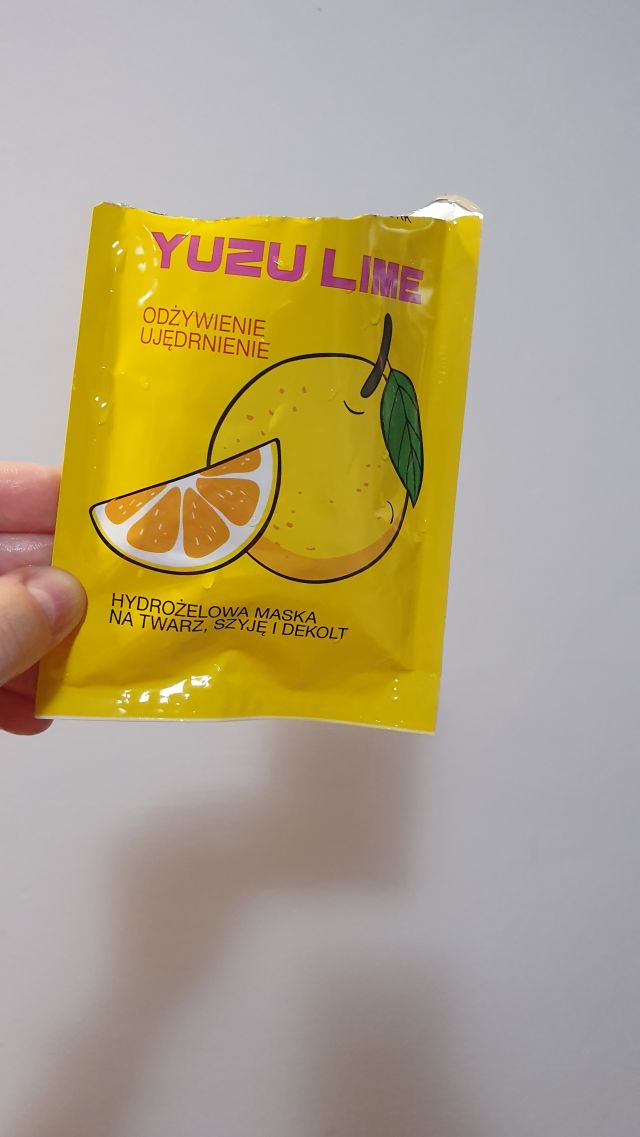 YUZU LIME
ODŻYWIENIE
UJĘDRNIENIE
HYDROŻELOWA MASKA
NA TWARZ, SZYJĘ I DEKOLT